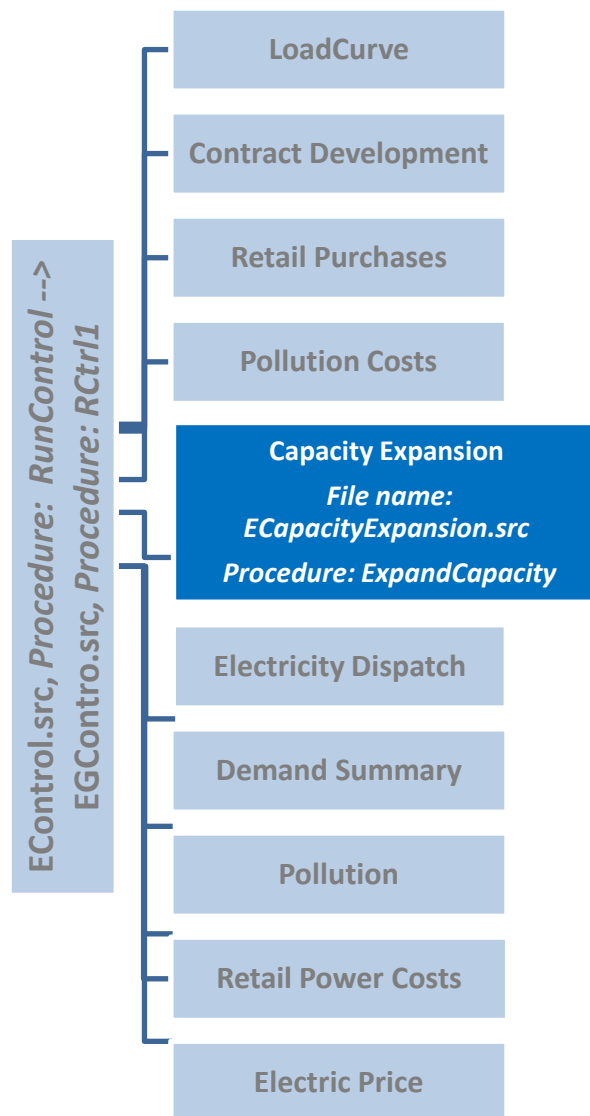 EControl.src, Procedure: RunControl -->
EGContro.src, Procedure: RCtrl1
LoadCurve
Contract Development
Retail Purchases
Pollution Costs
Capacity Expansion
File name:
ECapacityExpansion.src
Procedure: ExpandCapacity
Electricity Dispatch
Demand Summary
Pollution
Retail Power Costs
Electric Price